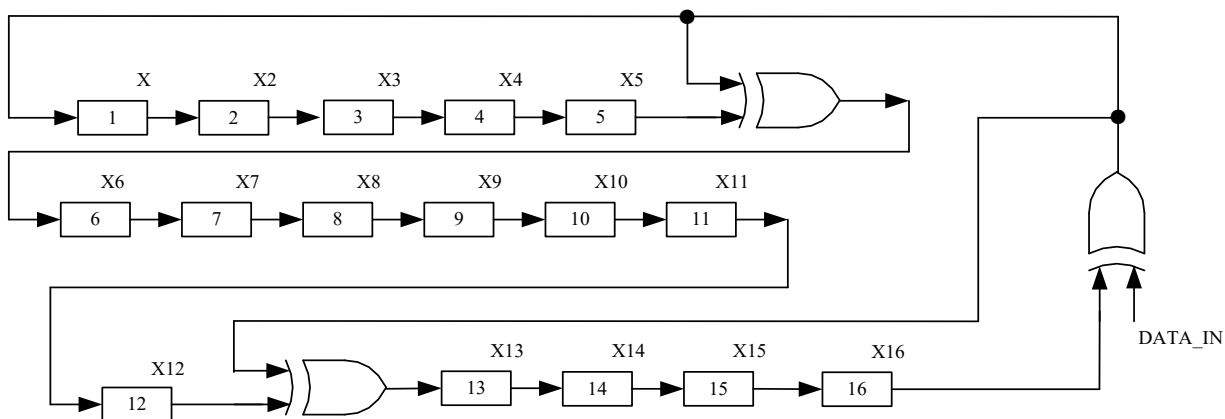 X X2 X3 X4 X5
1 2 3 4 5
X6 X7 X8 X9 X10 X11
6 7 8 9 10 11
DATA_IN
X12 X13 X14 X15 X16
12 13 14 15 16